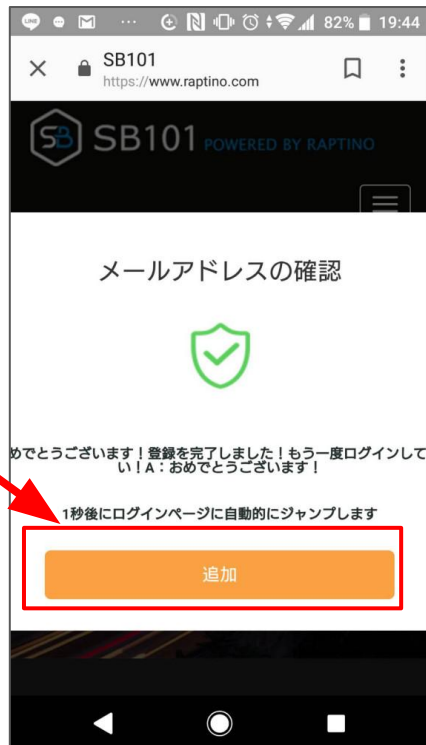 82% 19:44
SB101
https://www.raptino.com
SB SB101 POWERED BY RAPTINO
メールアドレスの確認
めでとうございます！登録を完了しました！もう一度ログインして
い！A：おめでとうございます！
1秒後にログインページに自動的にジャンプします
追加